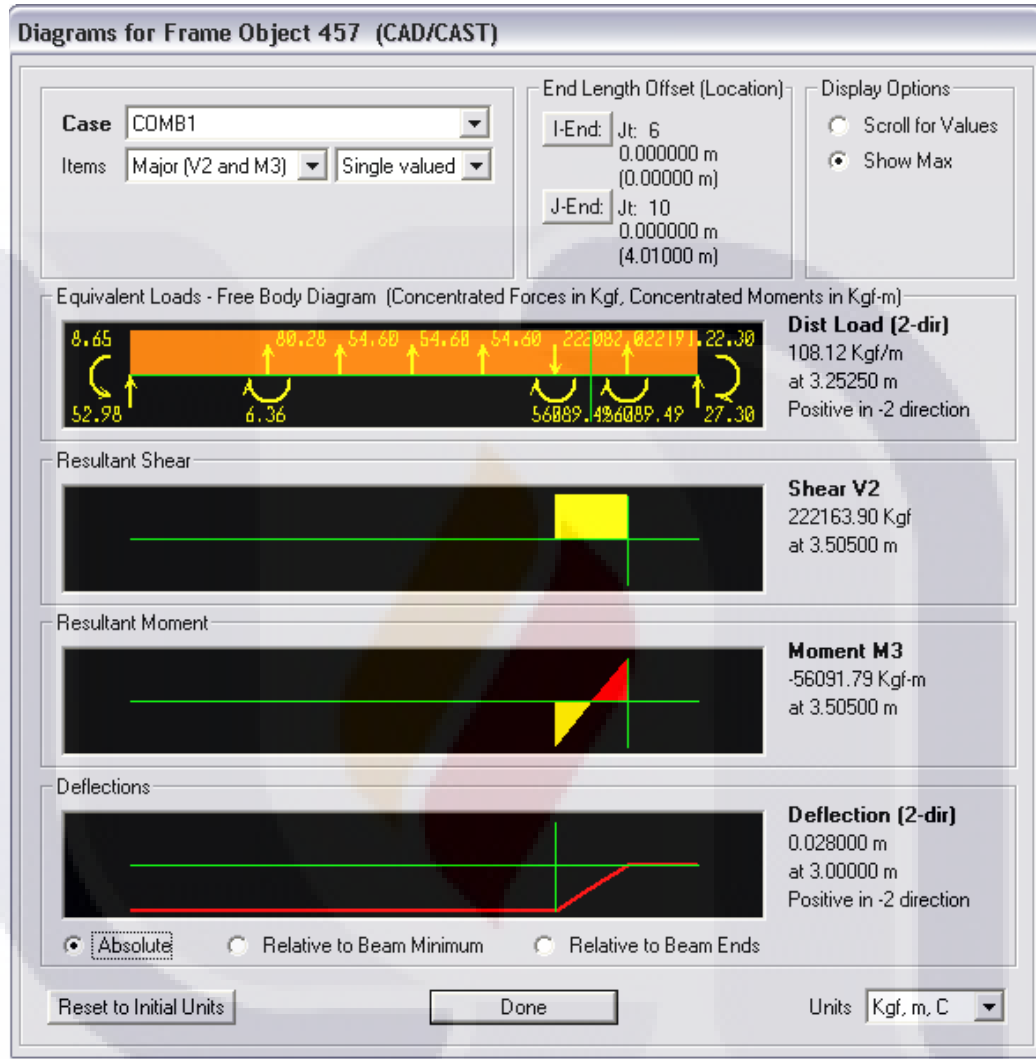 Diagrams for Frame Object 457 (CAD/CAST)
Case COMB1
Items Major (V2 and M3) Single valued
End Length Offset (Location)
I-End: Jt: 6
0.000000 m
(0.00000 m)
J-End: Jt: 10
0.000000 m
(4.01000 m)
Display Options
Scroll for Values
Show Max
Equivalent Loads - Free Body Diagram (Concentrated Forces in Kgf, Concentrated Moments in Kgf-m)
8.65 80.28 54.60 54.60 54.60 22.30
52.98 6.36 27.30
Dist Load (2-dir)
108.12 Kgf/m
at 3.25250 m
Positive in -2 direction
Resultant Shear
Shear V2
222163.90 Kgf
at 3.50500 m
Resultant Moment
Moment M3
-56091.79 Kgf-m
at 3.50500 m
Deflections
Deflection (2-dir)
0.028000 m
at 3.00000 m
Positive in -2 direction
Absolute Relative to Beam Minimum Relative to Beam Ends
Reset to Initial Units Done Units Kgf, m, C